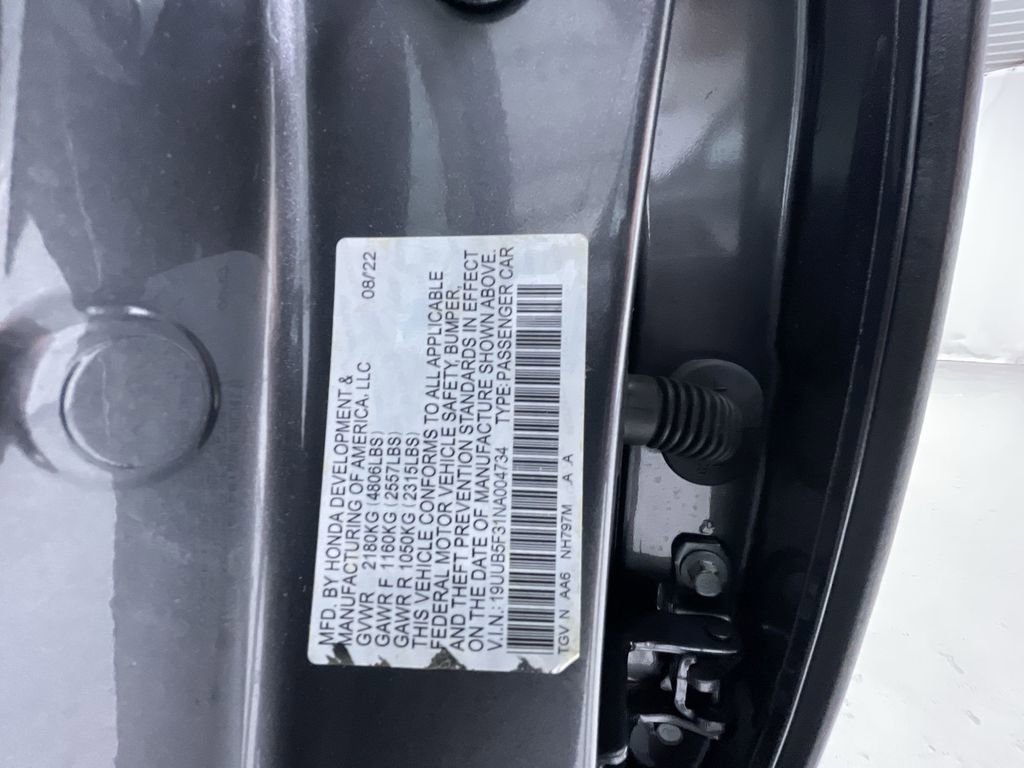 MFD. BY HONDA DEVELOPMENT & 08/22
MANUFACTURING OF AMERICA, LLC
GVWR 2180KG (4806LBS)
GAWR F 1160KG (2557LBS)
GAWR R 1050KG (2315LBS)
THIS VEHICLE CONFORMS TO ALL APPLICABLE
FEDERAL MOTOR VEHICLE SAFETY, BUMPER,
AND THEFT PREVENTION STANDARDS IN EFFECT
ON THE DATE OF MANUFACTURE SHOWN ABOVE.
V.I.N.:19UUB5F31NA004734 TYPE: PASSENGER CAR
TGV N AA6 NH797M A A